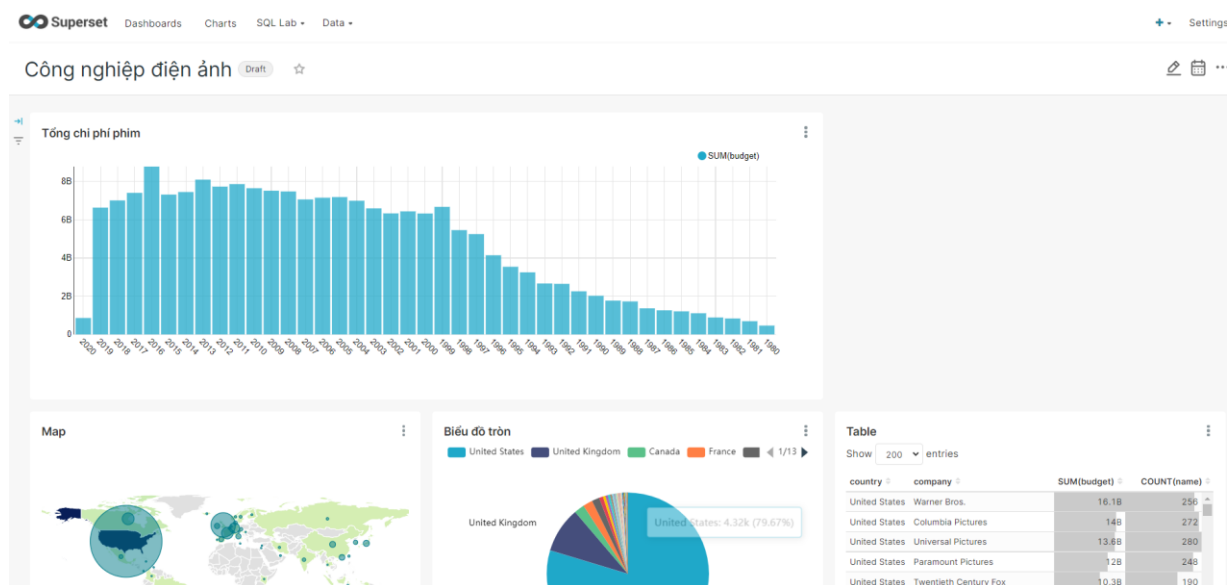 Superset Dashboards Charts SQL Lab Data Settings
Công nghiệp điện ảnh Draft
Tổng chi phí phim
SUM(budget)
8B
6B
4B
2B
0
2020 2019 2018 2017 2016 2015 2014 2013 2012 2011 2010 2009 2008 2007 2006 2005 2004 2003 2002 2001 2000 1999 1998 1997 1996 1995 1994 1993 1992 1991 1990 1989 1988 1987 1986 1985 1984 1983 1982 1981 1980
Map
Biểu đồ tròn
United States United Kingdom Canada France 1/13
United Kingdom
United States: 4.32k (79.67%)
Table
Show 200 entries
country company SUM(budget) COUNT(name)
United States Warner Bros. 16.1B 256
United States Columbia Pictures 14B 272
United States Universal Pictures 13.6B 280
United States Paramount Pictures 12B 248
United States Twentieth Century Fox 10.3B 190